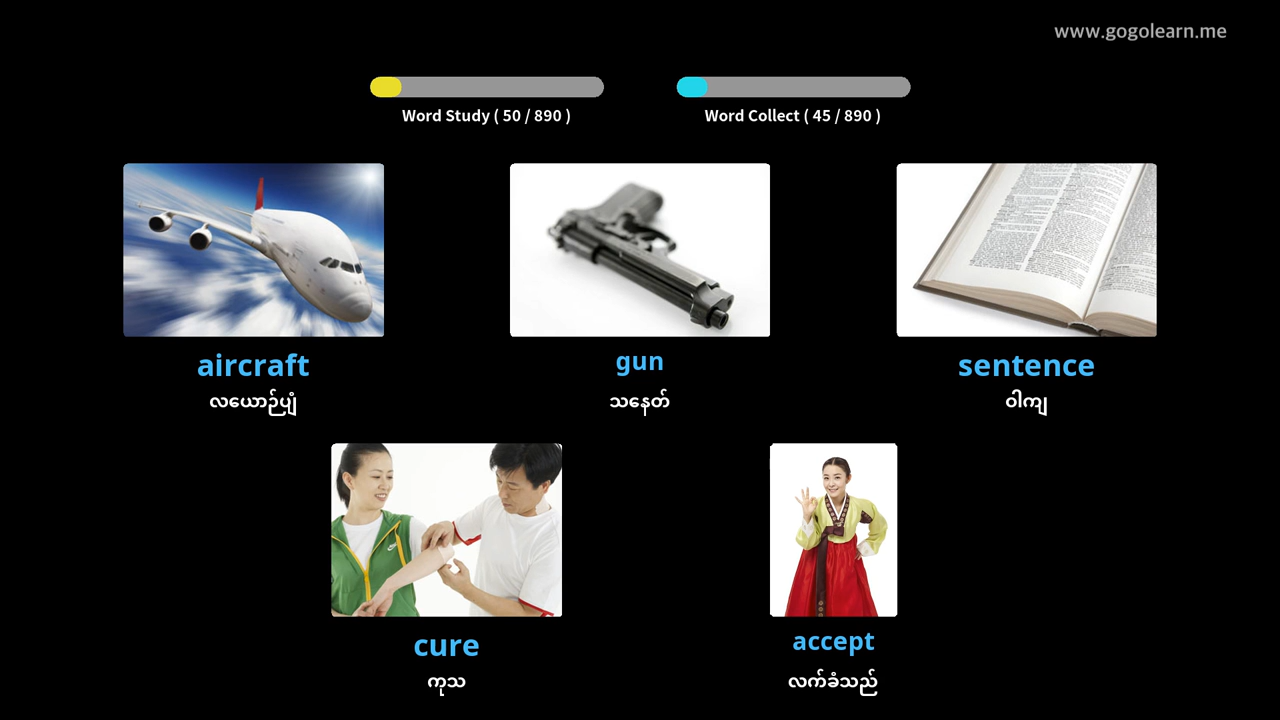 www.gogolearn.me
Word Study ( 50 / 890 )
Word Collect ( 45 / 890 )
aircraft
လယောဉ်ပျံ
gun
သနေတ်
sentence
ဝါကျ
cure
ကုသ
accept
လက်ခံသည်